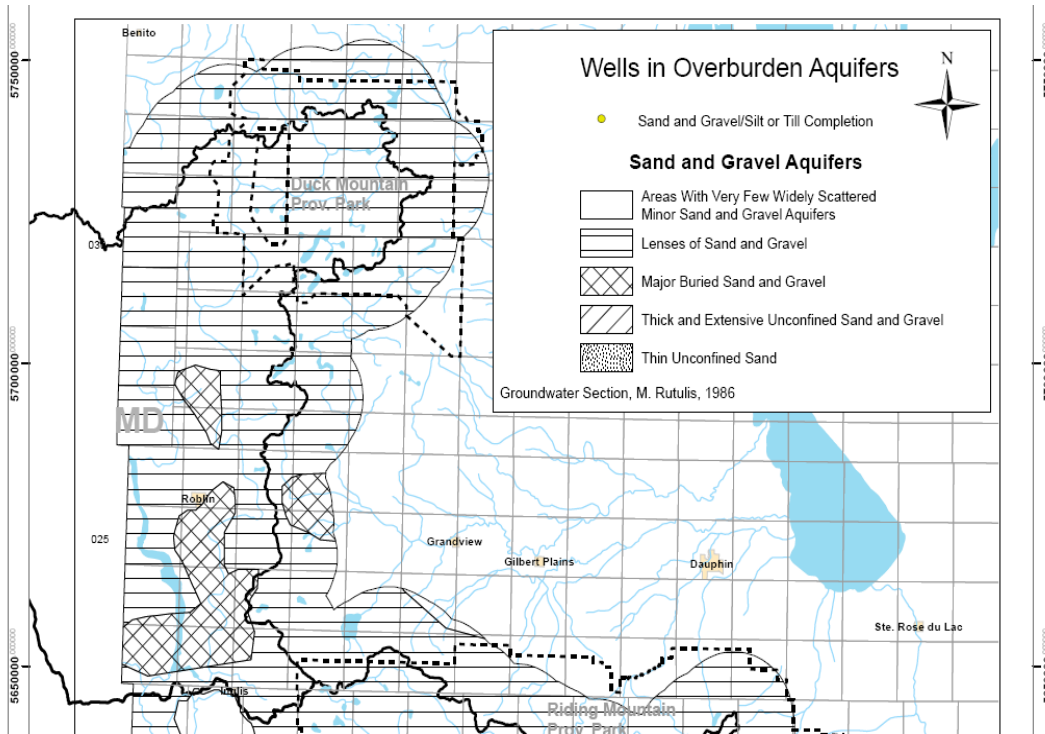 Benito
Wells in Overburden Aquifers
N
Sand and Gravel/Silt or Till Completion
Sand and Gravel Aquifers
Areas With Very Few Widely Scattered
Minor Sand and Gravel Aquifers
Lenses of Sand and Gravel
Major Buried Sand and Gravel
Thick and Extensive Unconfined Sand and Gravel
Thin Unconfined Sand
Groundwater Section, M. Rutulis, 1986
5750000
Duck Mountain
Prov. Park
5700000
MD
Roblin
025
Grandview
Gilbert Plains
Dauphin
Ste. Rose du Lac
5650000
Inglis
Riding Mountain
Prov. Park